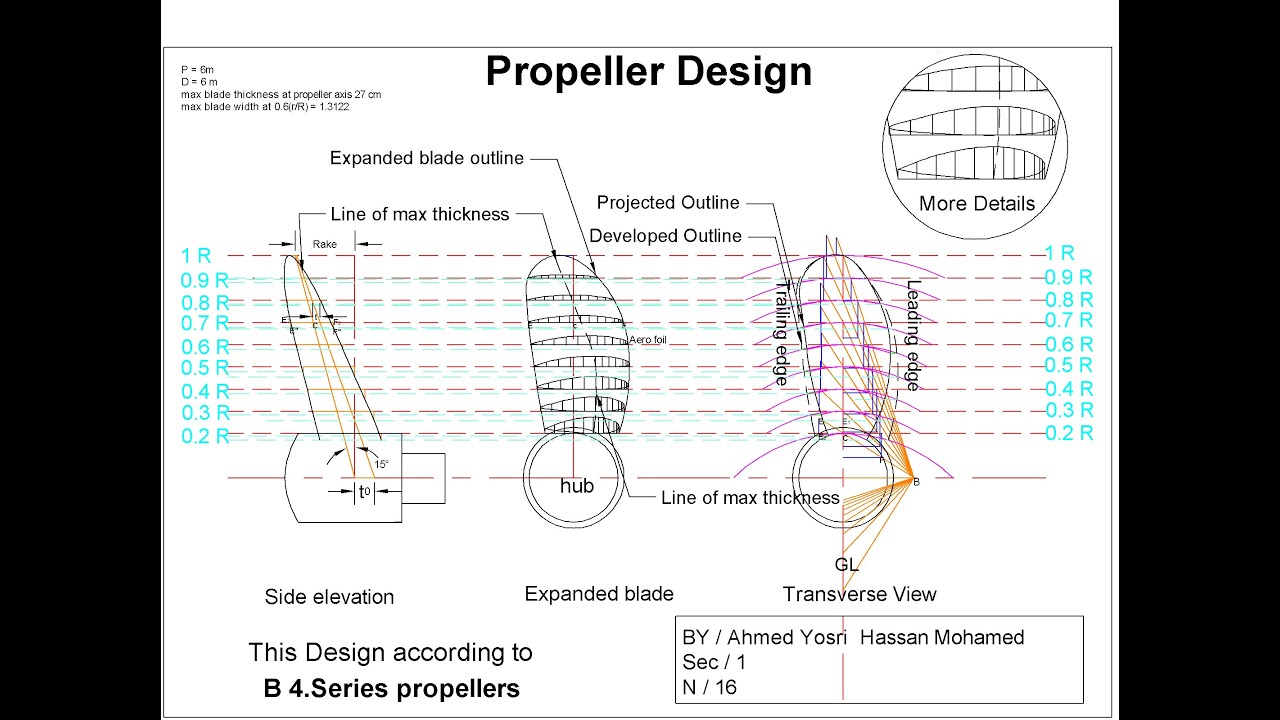 Propeller Design
P = 6m
D = 6 m
max blade thickness at propeller axis 27 cm
max blade width at 0.6(r/R) = 1.3122
Expanded blade outline
Line of max thickness
Projected Outline
Developed Outline
More Details
Rake
1 R
0.9 R
0.8 R
0.7 R
0.6 R
0.5 R
0.4 R
0.3 R
0.2 R
15°
t0
E
C
Aero foil
hub
Line of max thickness
Trailing edge
Leading edge
1 R
0.9 R
0.8 R
0.7 R
0.6 R
0.5 R
0.4 R
0.3 R
0.2 R
B
GL
Side elevation
Expanded blade
Transverse View
This Design according to
B 4.Series propellers
BY / Ahmed Yosri Hassan Mohamed
Sec / 1
N / 16